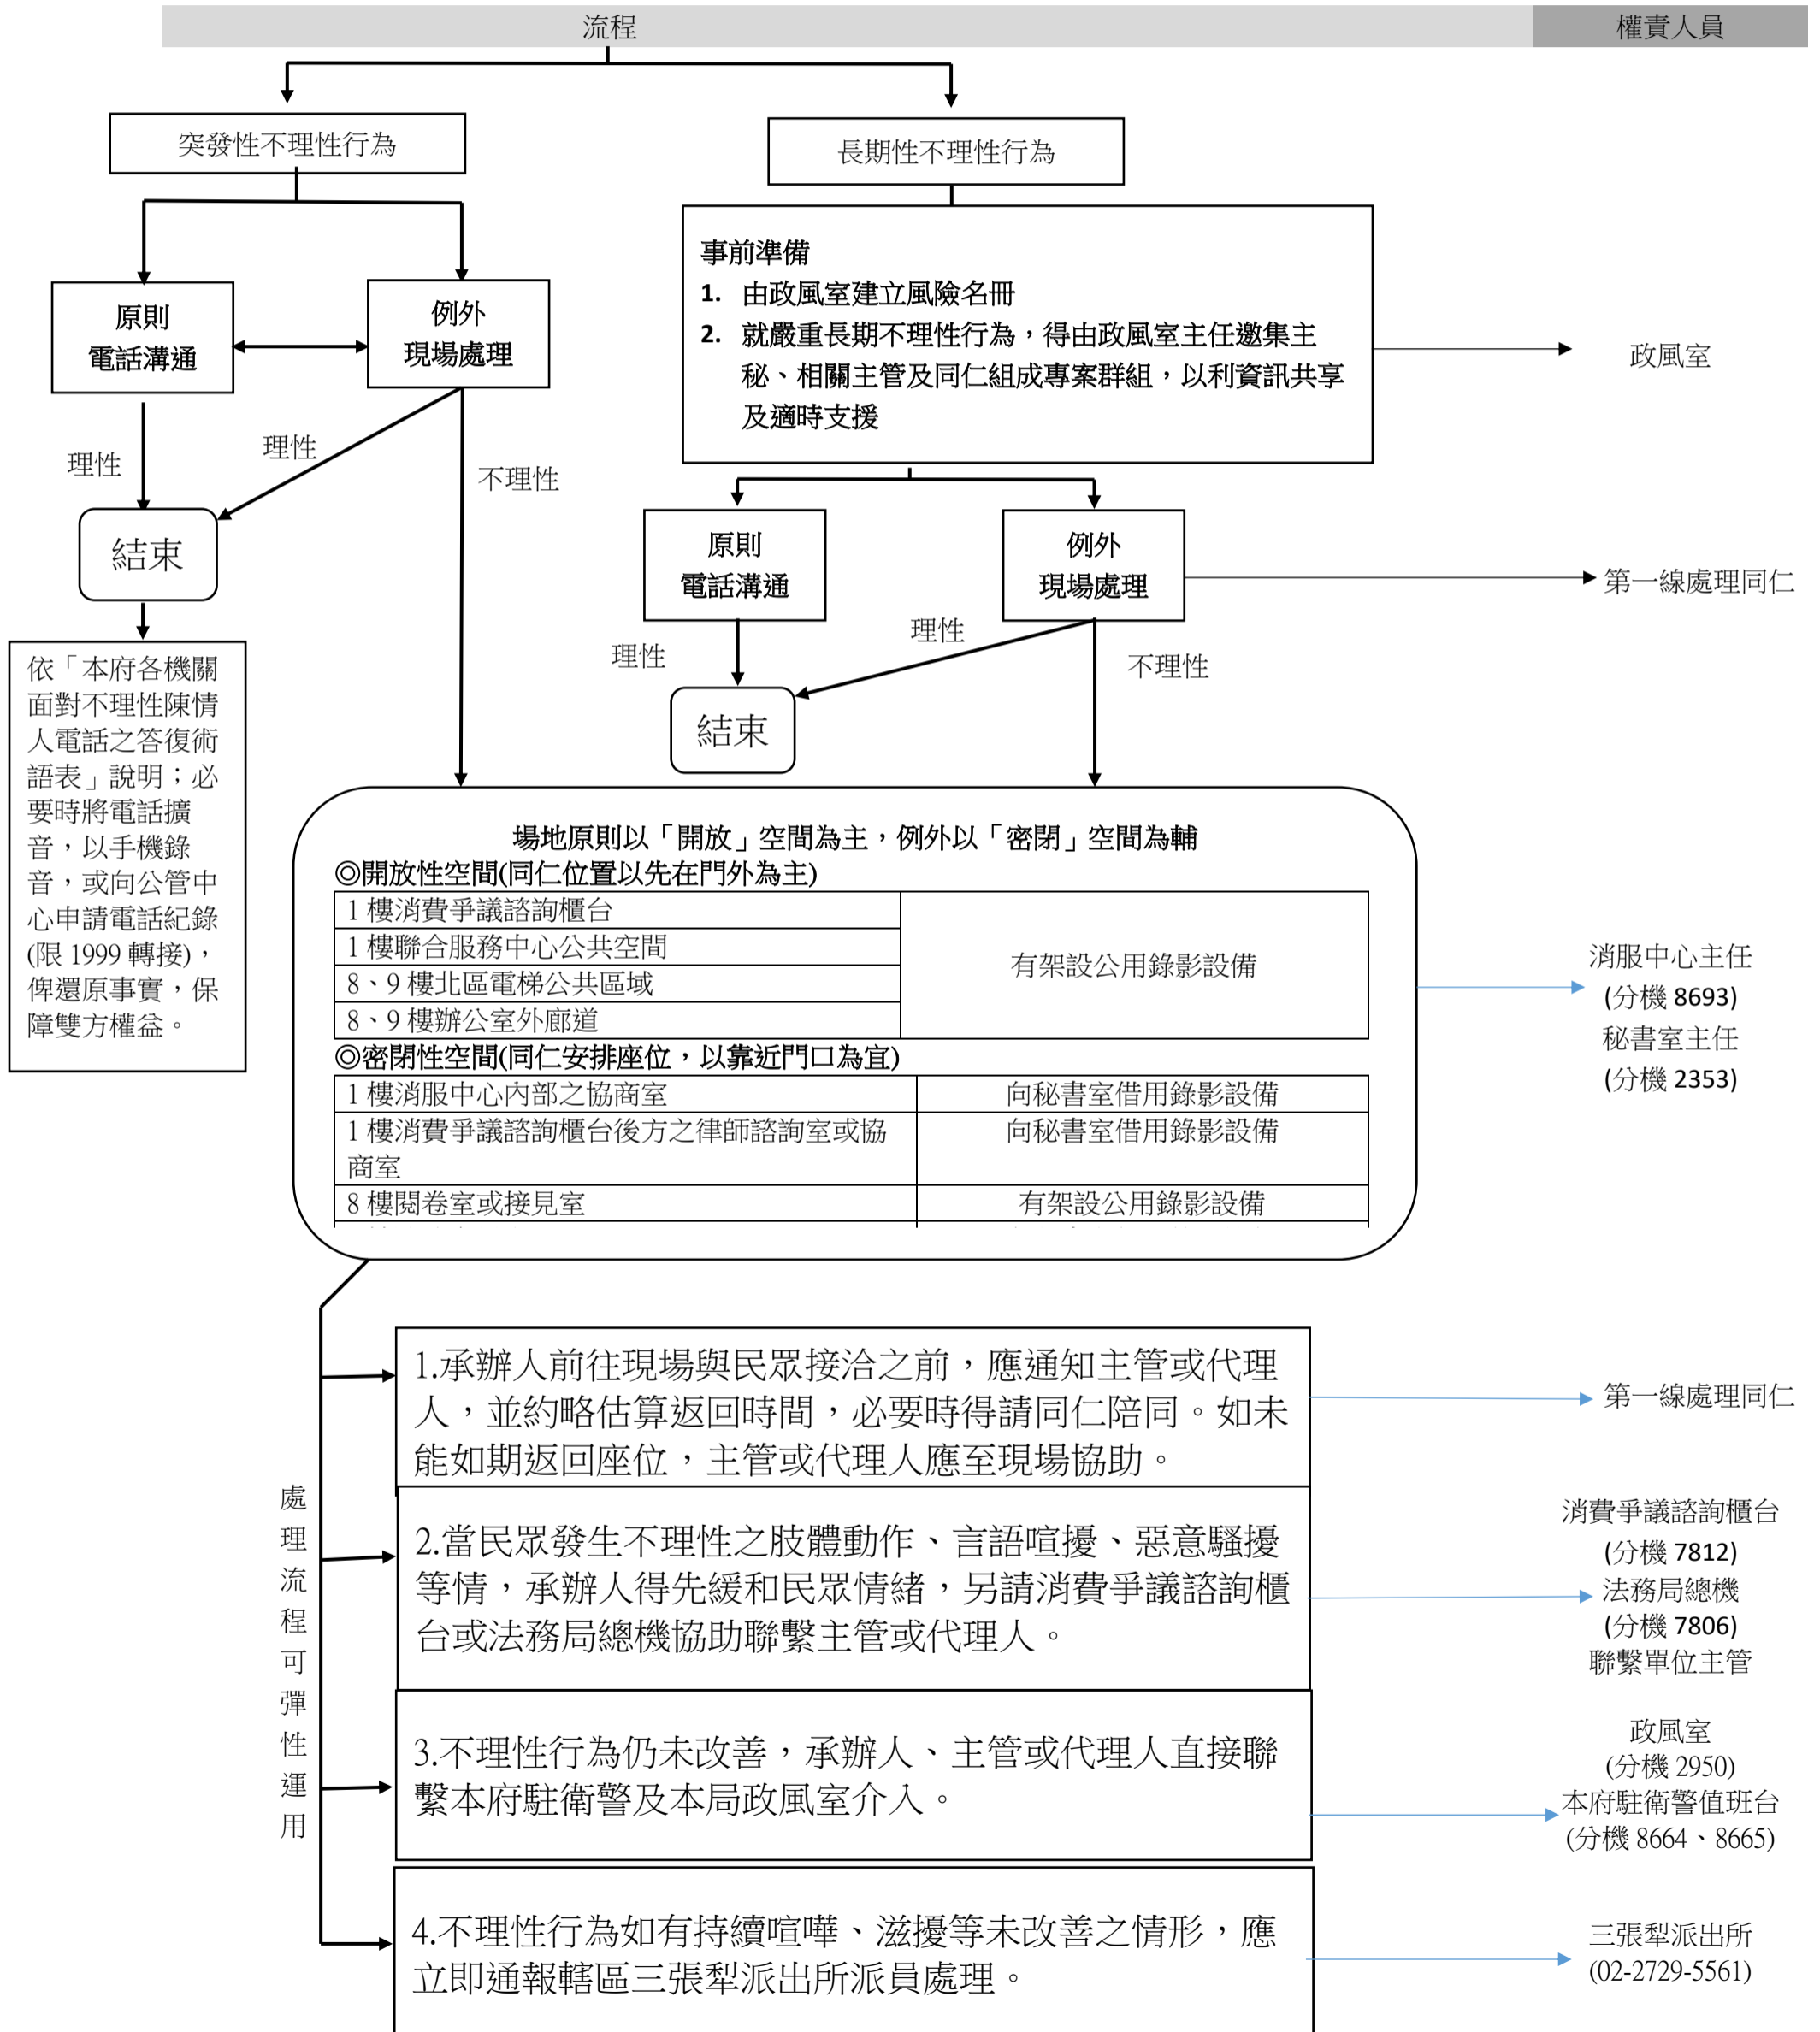 流程
權責人員
突發性不理性行為
長期性不理性行為
事前準備
1. 由政風室建立風險名冊
2. 就嚴重長期不理性行為，得由政風室主任邀集主
秘、相關主管及同仁組成專案群組，以利資訊共享
及適時支援
政風室
原則
電話溝通
例外
現場處理
理性
理性
不理性
結束
依「本府各機關
面對不理性陳情
人電話之答復術
語表」說明；必
要時將電話擴
音，以手機錄
音，或向公管中
心申請電話紀錄
(限 1999 轉接)，
俾還原事實，保
障雙方權益。
原則
電話溝通
例外
現場處理
第一線處理同仁
理性
理性
不理性
結束
場地原則以「開放」空間為主，例外以「密閉」空間為輔
◎開放性空間(同仁位置以先在門外為主)
1 樓消費爭議諮詢櫃台
1 樓聯合服務中心公共空間
8、9 樓北區電梯公共區域
8、9 樓辦公室外廊道
有架設公用錄影設備
◎密閉性空間(同仁安排座位，以靠近門口為宜)
1 樓消服中心內部之協商室
向秘書室借用錄影設備
1 樓消費爭議諮詢櫃台後方之律師諮詢室或協
商室
向秘書室借用錄影設備
8 樓閱卷室或接見室
有架設公用錄影設備
消服中心主任
(分機 8693)
秘書室主任
(分機 2353)
處
理
流
程
可
彈
性
運
用
1.承辦人前往現場與民眾接洽之前，應通知主管或代理
人，並約略估算返回時間，必要時得請同仁陪同。如未
能如期返回座位，主管或代理人應至現場協助。
第一線處理同仁
2.當民眾發生不理性之肢體動作、言語喧擾、惡意騷擾
等情，承辦人得先緩和民眾情緒，另請消費爭議諮詢櫃
台或法務局總機協助聯繫主管或代理人。
消費爭議諮詢櫃台
(分機 7812)
法務局總機
(分機 7806)
聯繫單位主管
3.不理性行為仍未改善，承辦人、主管或代理人直接聯
繫本府駐衛警及本局政風室介入。
政風室
(分機 2950)
本府駐衛警值班台
(分機 8664、8665)
4.不理性行為如有持續喧嘩、滋擾等未改善之情形，應
立即通報轄區三張犁派出所派員處理。
三張犁派出所
(02-2729-5561)